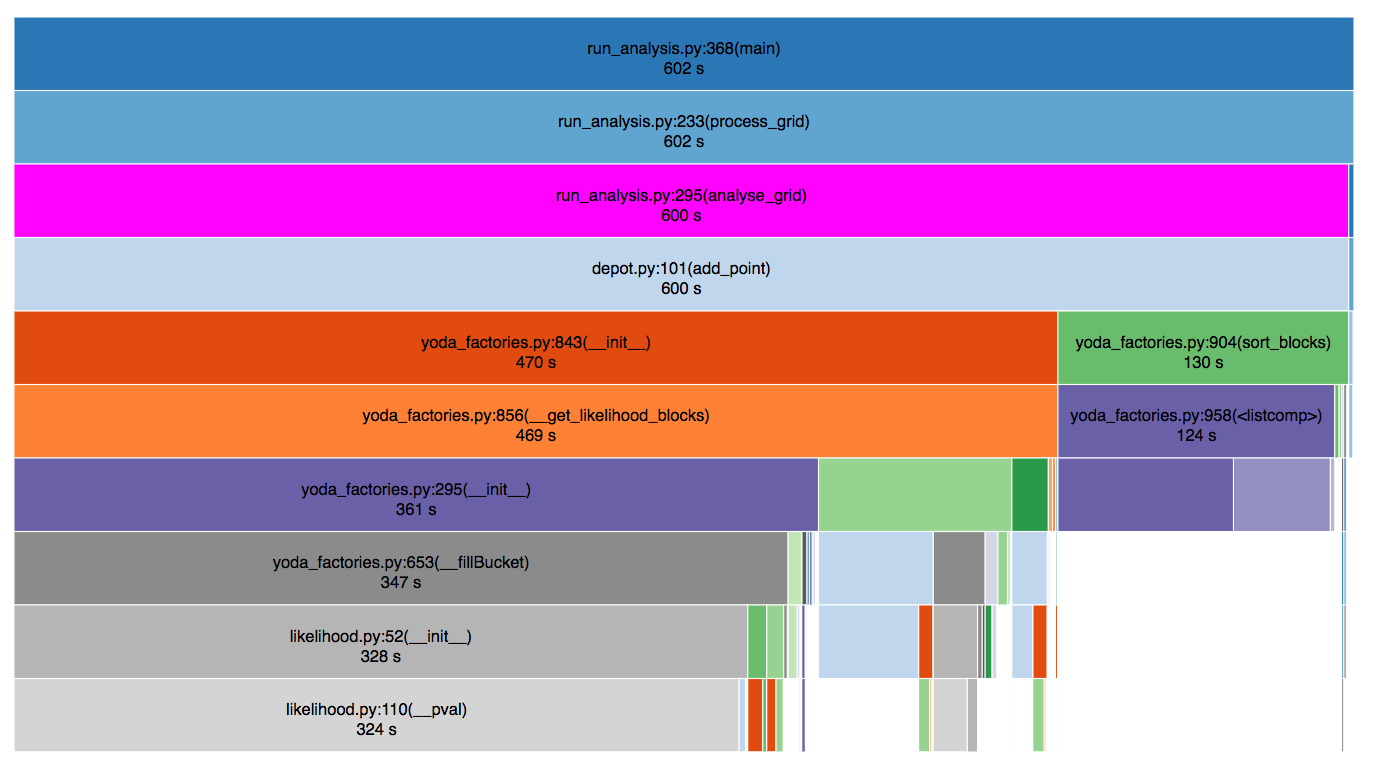 run_analysis.py:368(main)
602 s
run_analysis.py:233(process_grid)
602 s
run_analysis.py:295(analyse_grid)
600 s
depot.py:101(add_point)
600 s
yoda_factories.py:843(__init__)
470 s
yoda_factories.py:904(sort_blocks)
130 s
yoda_factories.py:856(__get_likelihood_blocks)
469 s
yoda_factories.py:958(<listcomp>)
124 s
yoda_factories.py:295(__init__)
361 s
yoda_factories.py:653(__fillBucket)
347 s
likelihood.py:52(__init__)
328 s
likelihood.py:110(__pval)
324 s